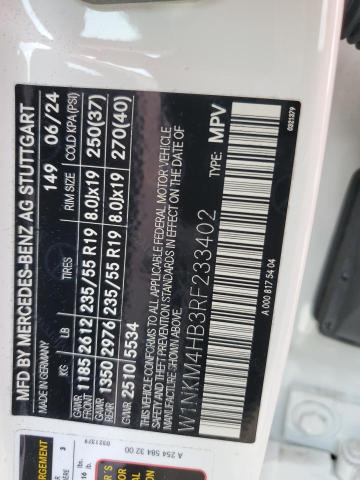 MFD BY MERCEDES-BENZ AG STUTTGART
MADE IN GERMANY 149 06/24
KG LB TIRES RIM SIZE COLD KPA(PSI)
GAWR FRONT 1185 2612 235/55 R19 8.0Jx19 250(37)
GAWR REAR 1350 2976 235/55 R19 8.0Jx19 270(40)
GVWR 2510 5534
THIS VEHICLE CONFORMS TO ALL APPLICABLE FEDERAL MOTOR VEHICLE
SAFETY AND THEFT PREVENTION STANDARDS IN EFFECT ON THE DATE OF
MANUFACTURE SHOWN ABOVE.
W1NKM4HB3RF233402 TYPE: MPV
A 000 817 54 04
0321379
A 254 584 32 00
0321379